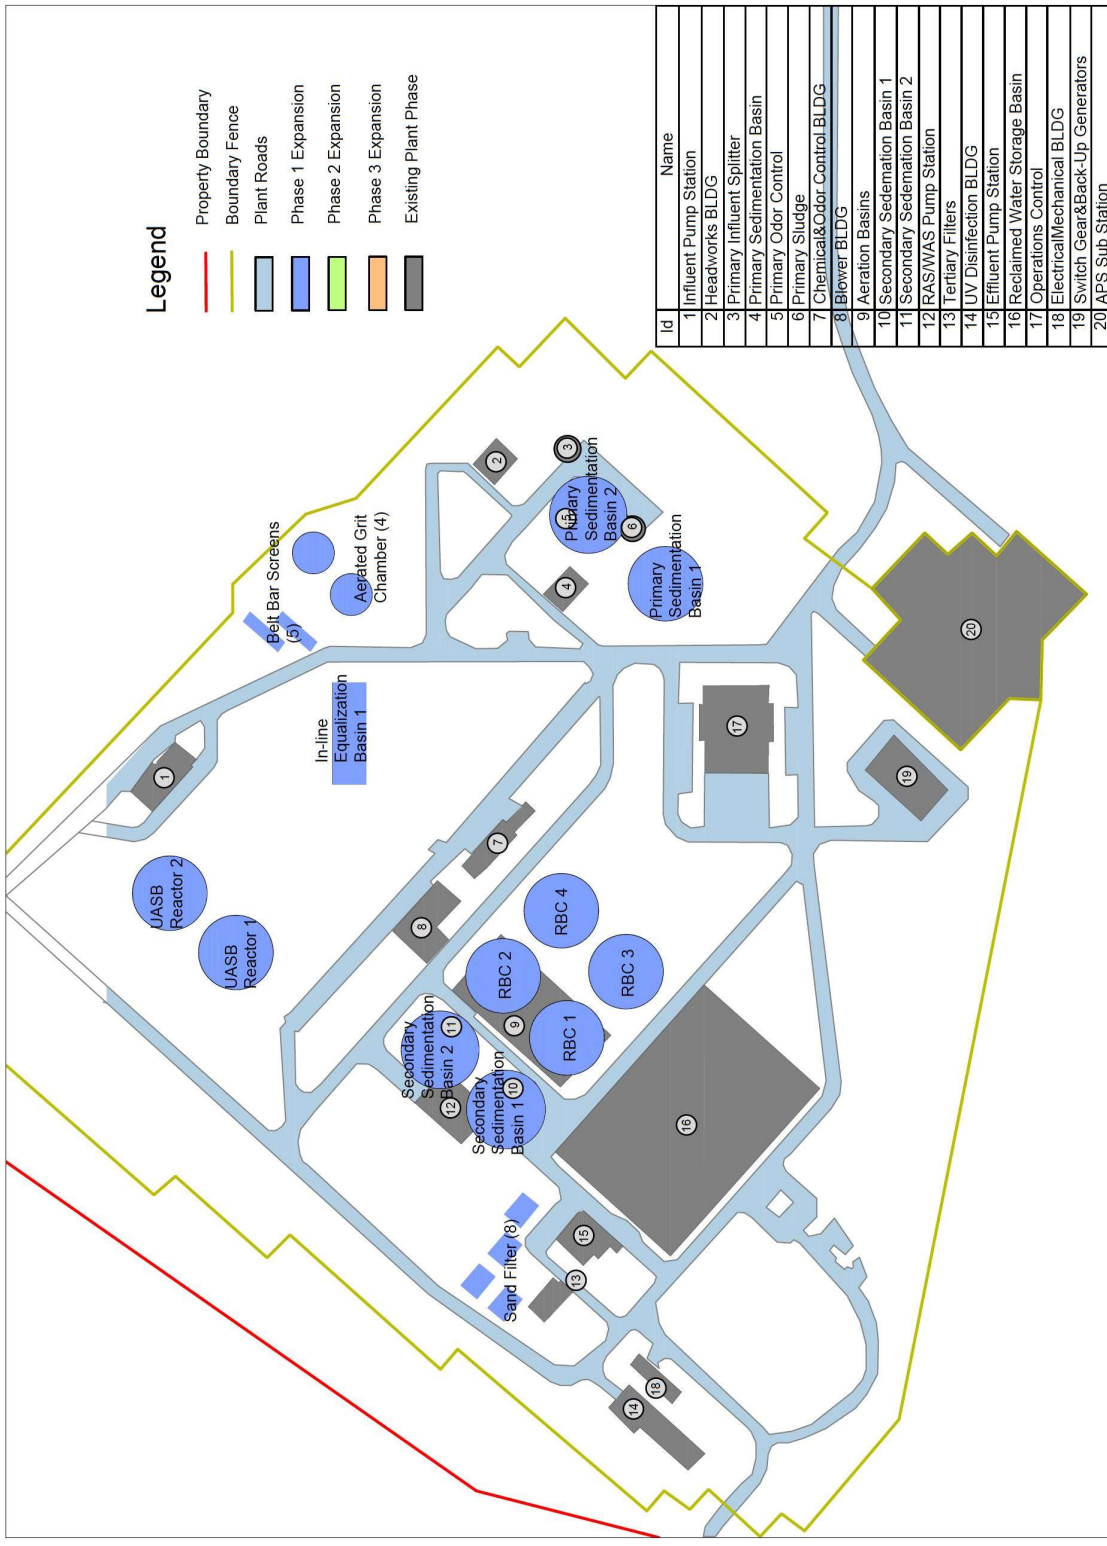 Legend
Property Boundary
Boundary Fence
Plant Roads
Phase 1 Expansion
Phase 2 Expansion
Phase 3 Expansion
Existing Plant Phase
Id Name
1 Influent Pump Station
2 Headworks BLDG
3 Primary Influent Splitter
4 Primary Sedimentation Basin
5 Primary Odor Control
6 Primary Sludge
7 Chemical&Odor Control BLDG
8 Blower BLDG
9 Aeration Basins
10 Secondary Sedemation Basin 1
11 Secondary Sedemation Basin 2
12 RAS/WAS Pump Station
13 Tertiary Filters
14 UV Disinfection BLDG
15 Effluent Pump Station
16 Reclaimed Water Storage Basin
17 Operations Control
18 ElectricalMechanical BLDG
19 Switch Gear&Back-Up Generators
20 APS Sub Station
Belt Bar Screens
(5)
Aerated Grit
Chamber (4)
In-line
Equalization
Basin 1
UASB
Reactor 2
UASB
Reactor 1
Primary
Sedimentation
Basin 2
Primary
Sedimentation
Basin 1
RBC 4
RBC 2
RBC 3
RBC 1
Secondary
Sedimentation
Basin 2
Secondary
Sedimentation
Basin 1
Sand Filter (8)
1
2
3
4
5
6
7
8
9
10
11
12
13
14
15
16
17
18
19
20